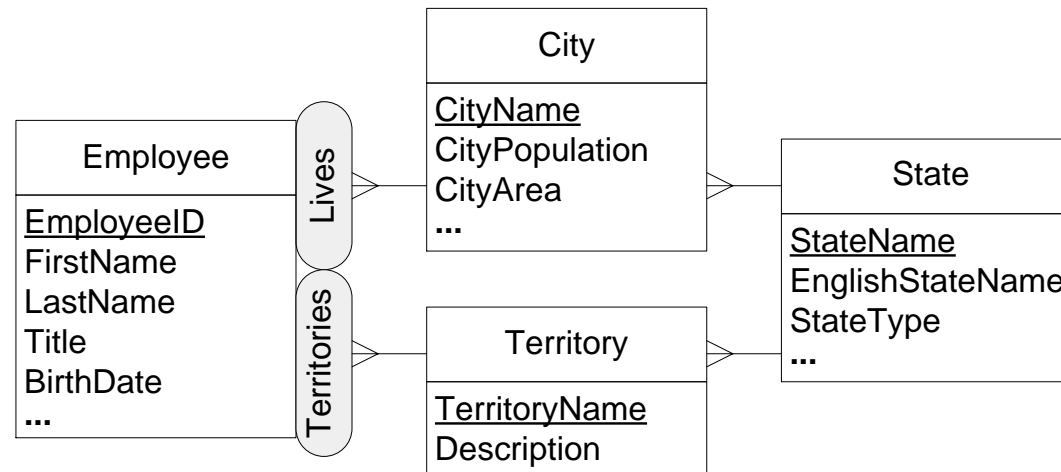 Employee
EmployeeID
FirstName
LastName
Title
BirthDate
...
Lives
Territories
City
CityName
CityPopulation
CityArea
...
Territory
TerritoryName
Description
State
StateName
EnglishStateName
StateType
...